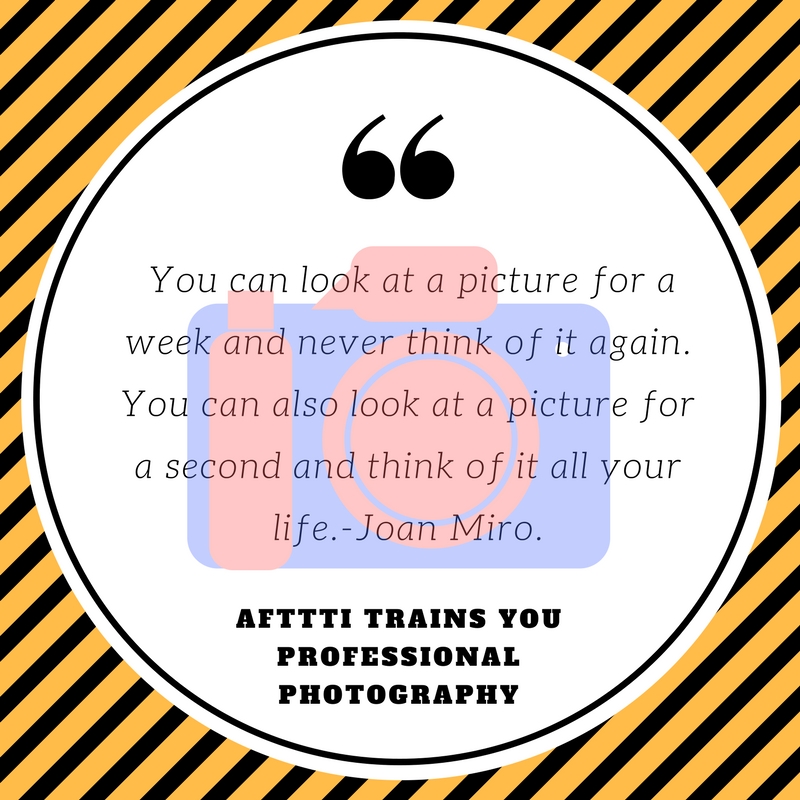 “
You can look at a picture for a
week and never think of it again.
You can also look at a picture for
a second and think of it all your
life.-Joan Miro.
AFTTTI TRAINS YOU
PROFESSIONAL
PHOTOGRAPHY